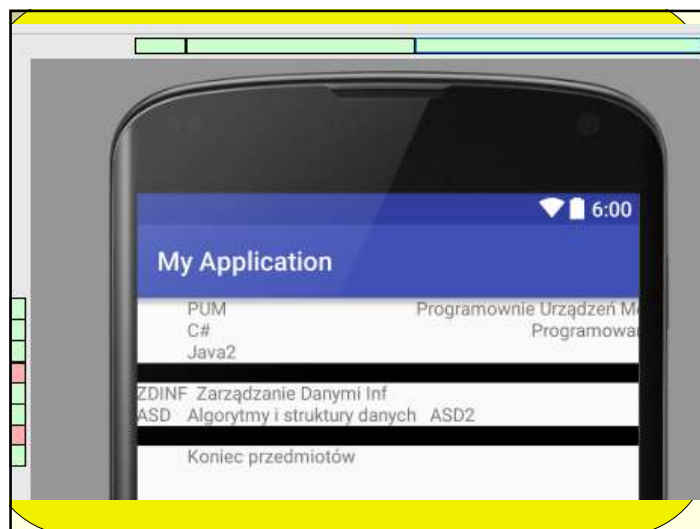 6:00
My Application
PUM Programownie Urządzeń M
C# Programowa
Java2
ZDINF Zarządzanie Danymi Inf
ASD Algorytmy i struktury danych ASD2
Koniec przedmiotów